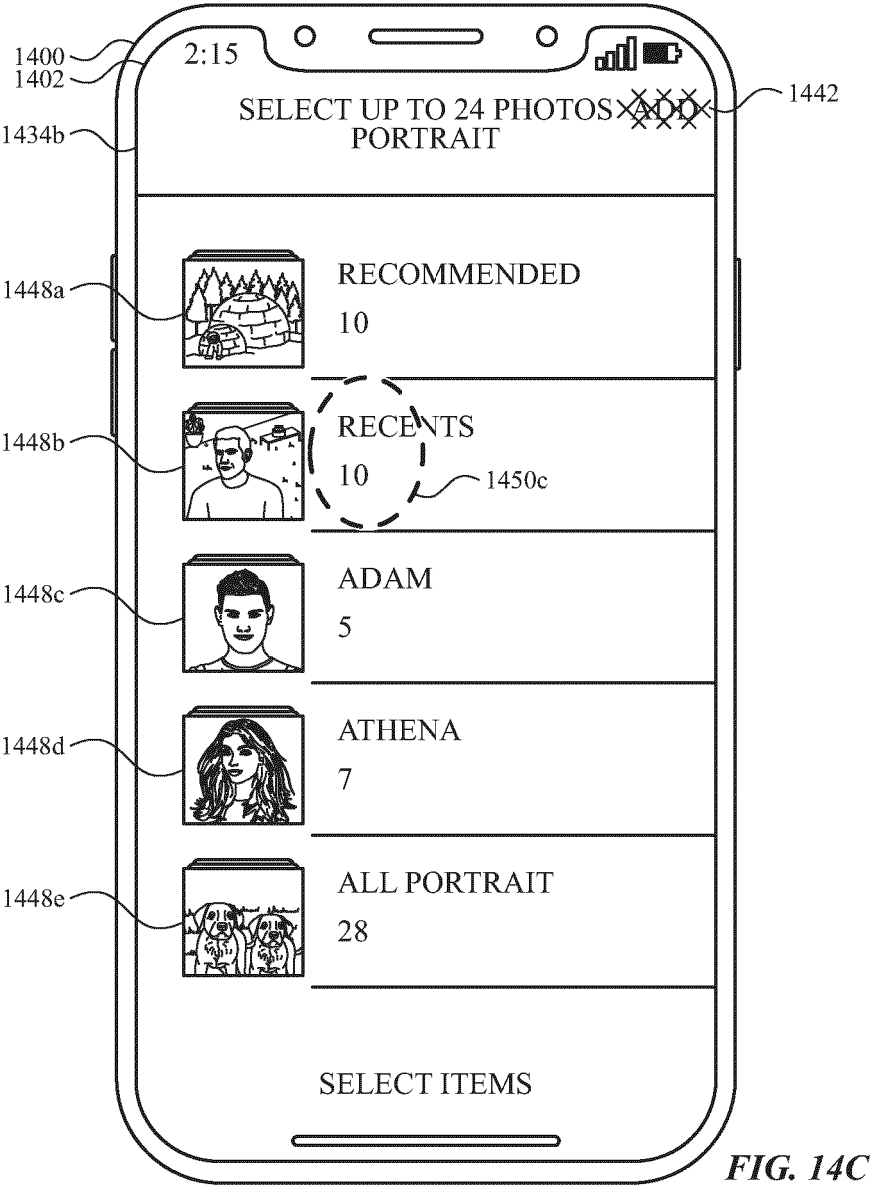 1400
1402
2:15
SELECT UP TO 24 PHOTOS ADD
1442
PORTRAIT
1434b
RECOMMENDED
1448a
10
RECENTS
1448b
10
1450c
ADAM
1448c
5
ATHENA
1448d
7
ALL PORTRAIT
1448e
28
SELECT ITEMS
FIG. 14C